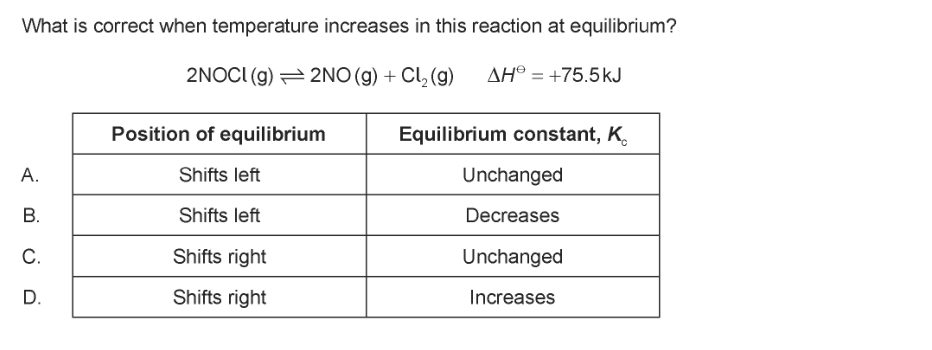 What is correct when temperature increases in this reaction at equilibrium?
2NOCl (g) ⇌ 2NO (g) + Cl₂ (g) ΔH⊖ = +75.5 kJ
Position of equilibrium Equilibrium constant, K꜀
A. Shifts left Unchanged
B. Shifts left Decreases
C. Shifts right Unchanged
D. Shifts right Increases